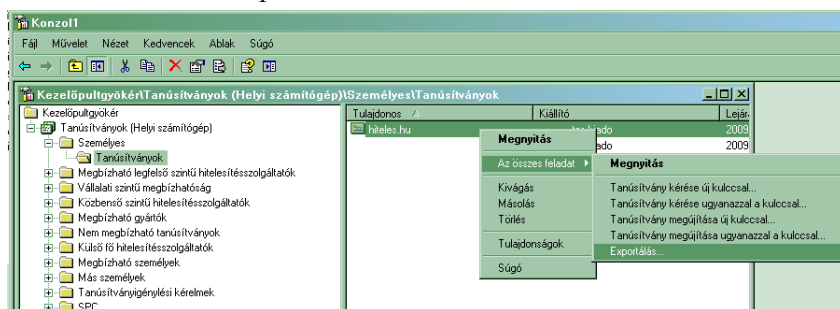 Konzol1
Fájl Művelet Nézet Kedvencek Ablak Súgó
Kezelőpultgyökér\Tanúsítványok (Helyi számítógép)\Személyes\Tanúsítványok
Kezelőpultgyökér
Tanúsítványok (Helyi számítógép)
Személyes
Tanúsítványok
Megbízható legfelső szintű hitelesítésszolgáltatók
Vállalati szintű megbízhatóság
Közbenső szintű hitelesítésszolgáltatók
Megbízható gyártók
Nem megbízható tanúsítványok
Külső fő hitelesítésszolgáltatók
Megbízható személyek
Más személyek
Tanúsítványigénylési kérelmek
SPC
Tulajdonos Kiállító Lejár
hiteles.hu 2009
2009
Megnyitás
Az összes feladat
Kivágás
Másolás
Törlés
Tulajdonságok
Súgó
Megnyitás
Tanúsítvány kérése új kulccsal...
Tanúsítvány kérése ugyanazzal a kulccsal...
Tanúsítvány megújítása új kulccsal...
Tanúsítvány megújítása ugyanazzal a kulccsal...
Exportálás...